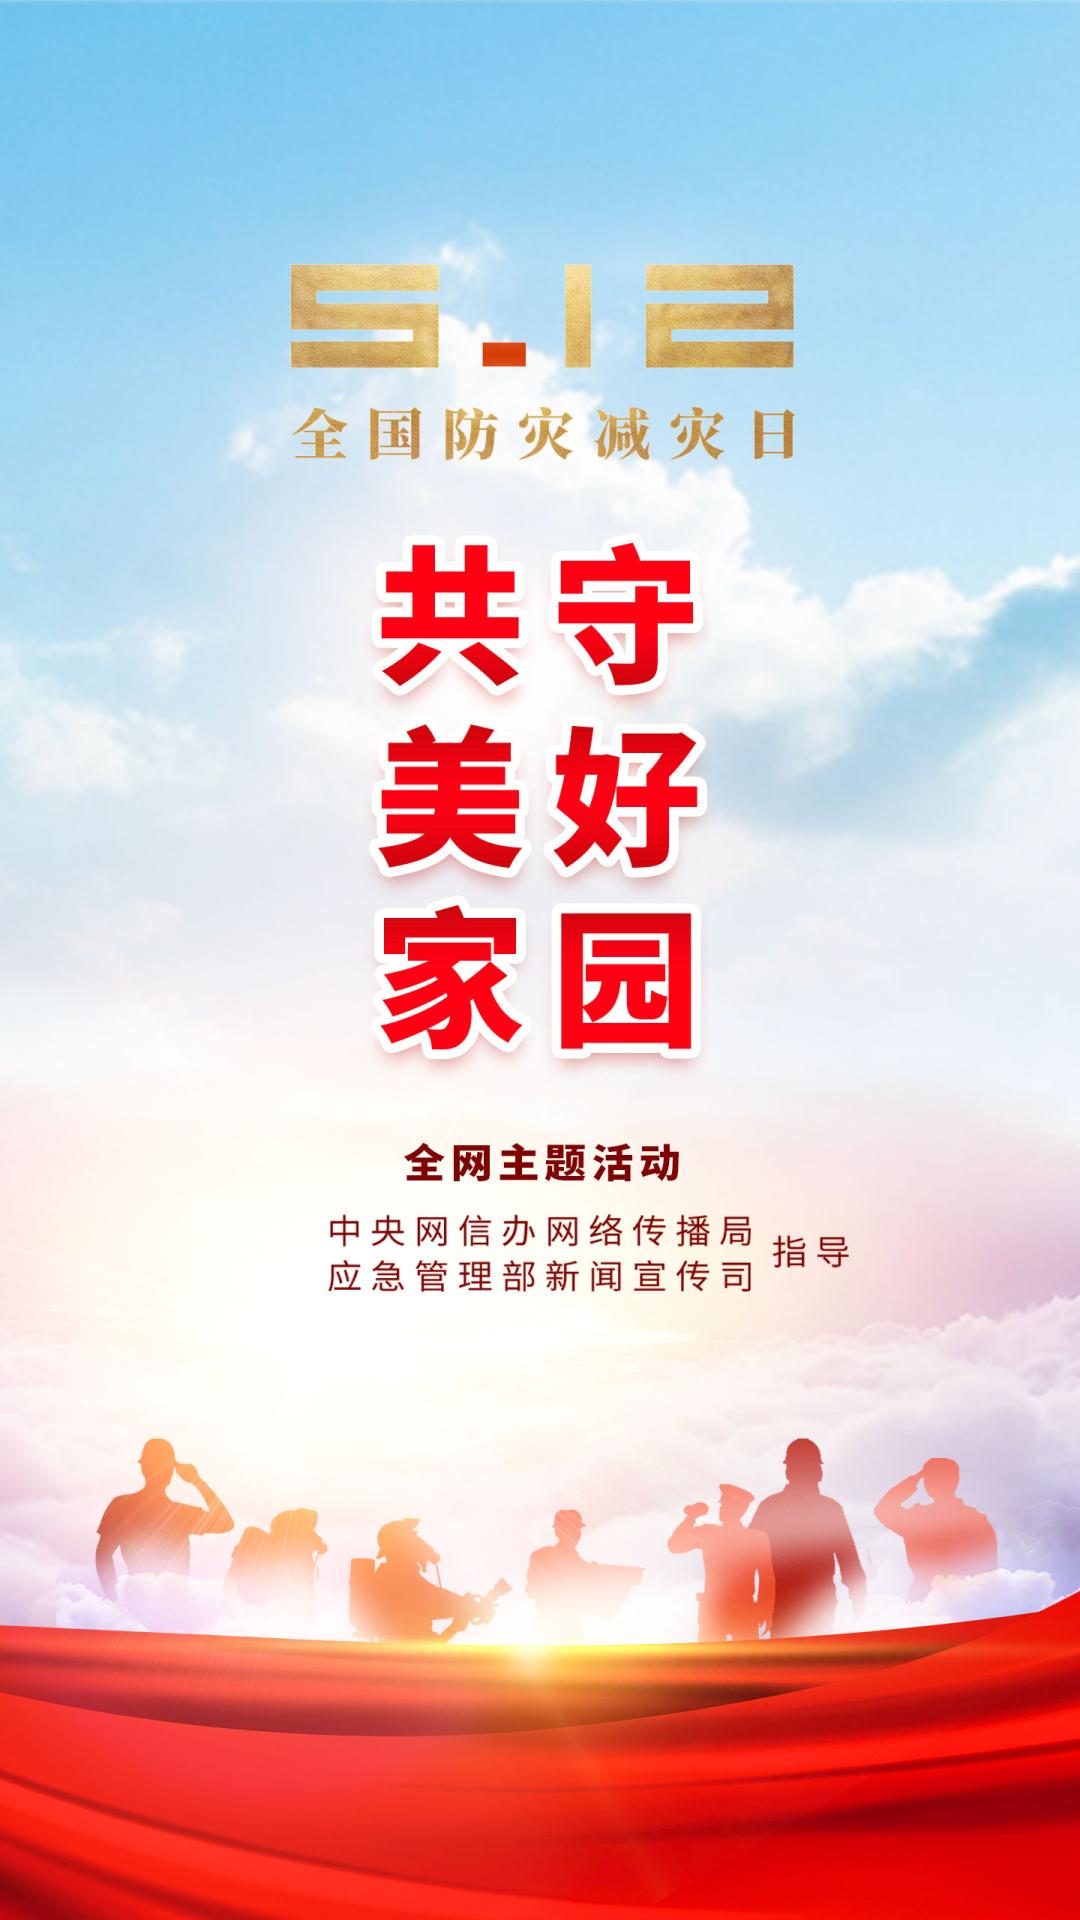 5.12
全国防灾减灾日
共守
美好
家园
全网主题活动
中央网信办网络传播局
应急管理部新闻宣传司
指导